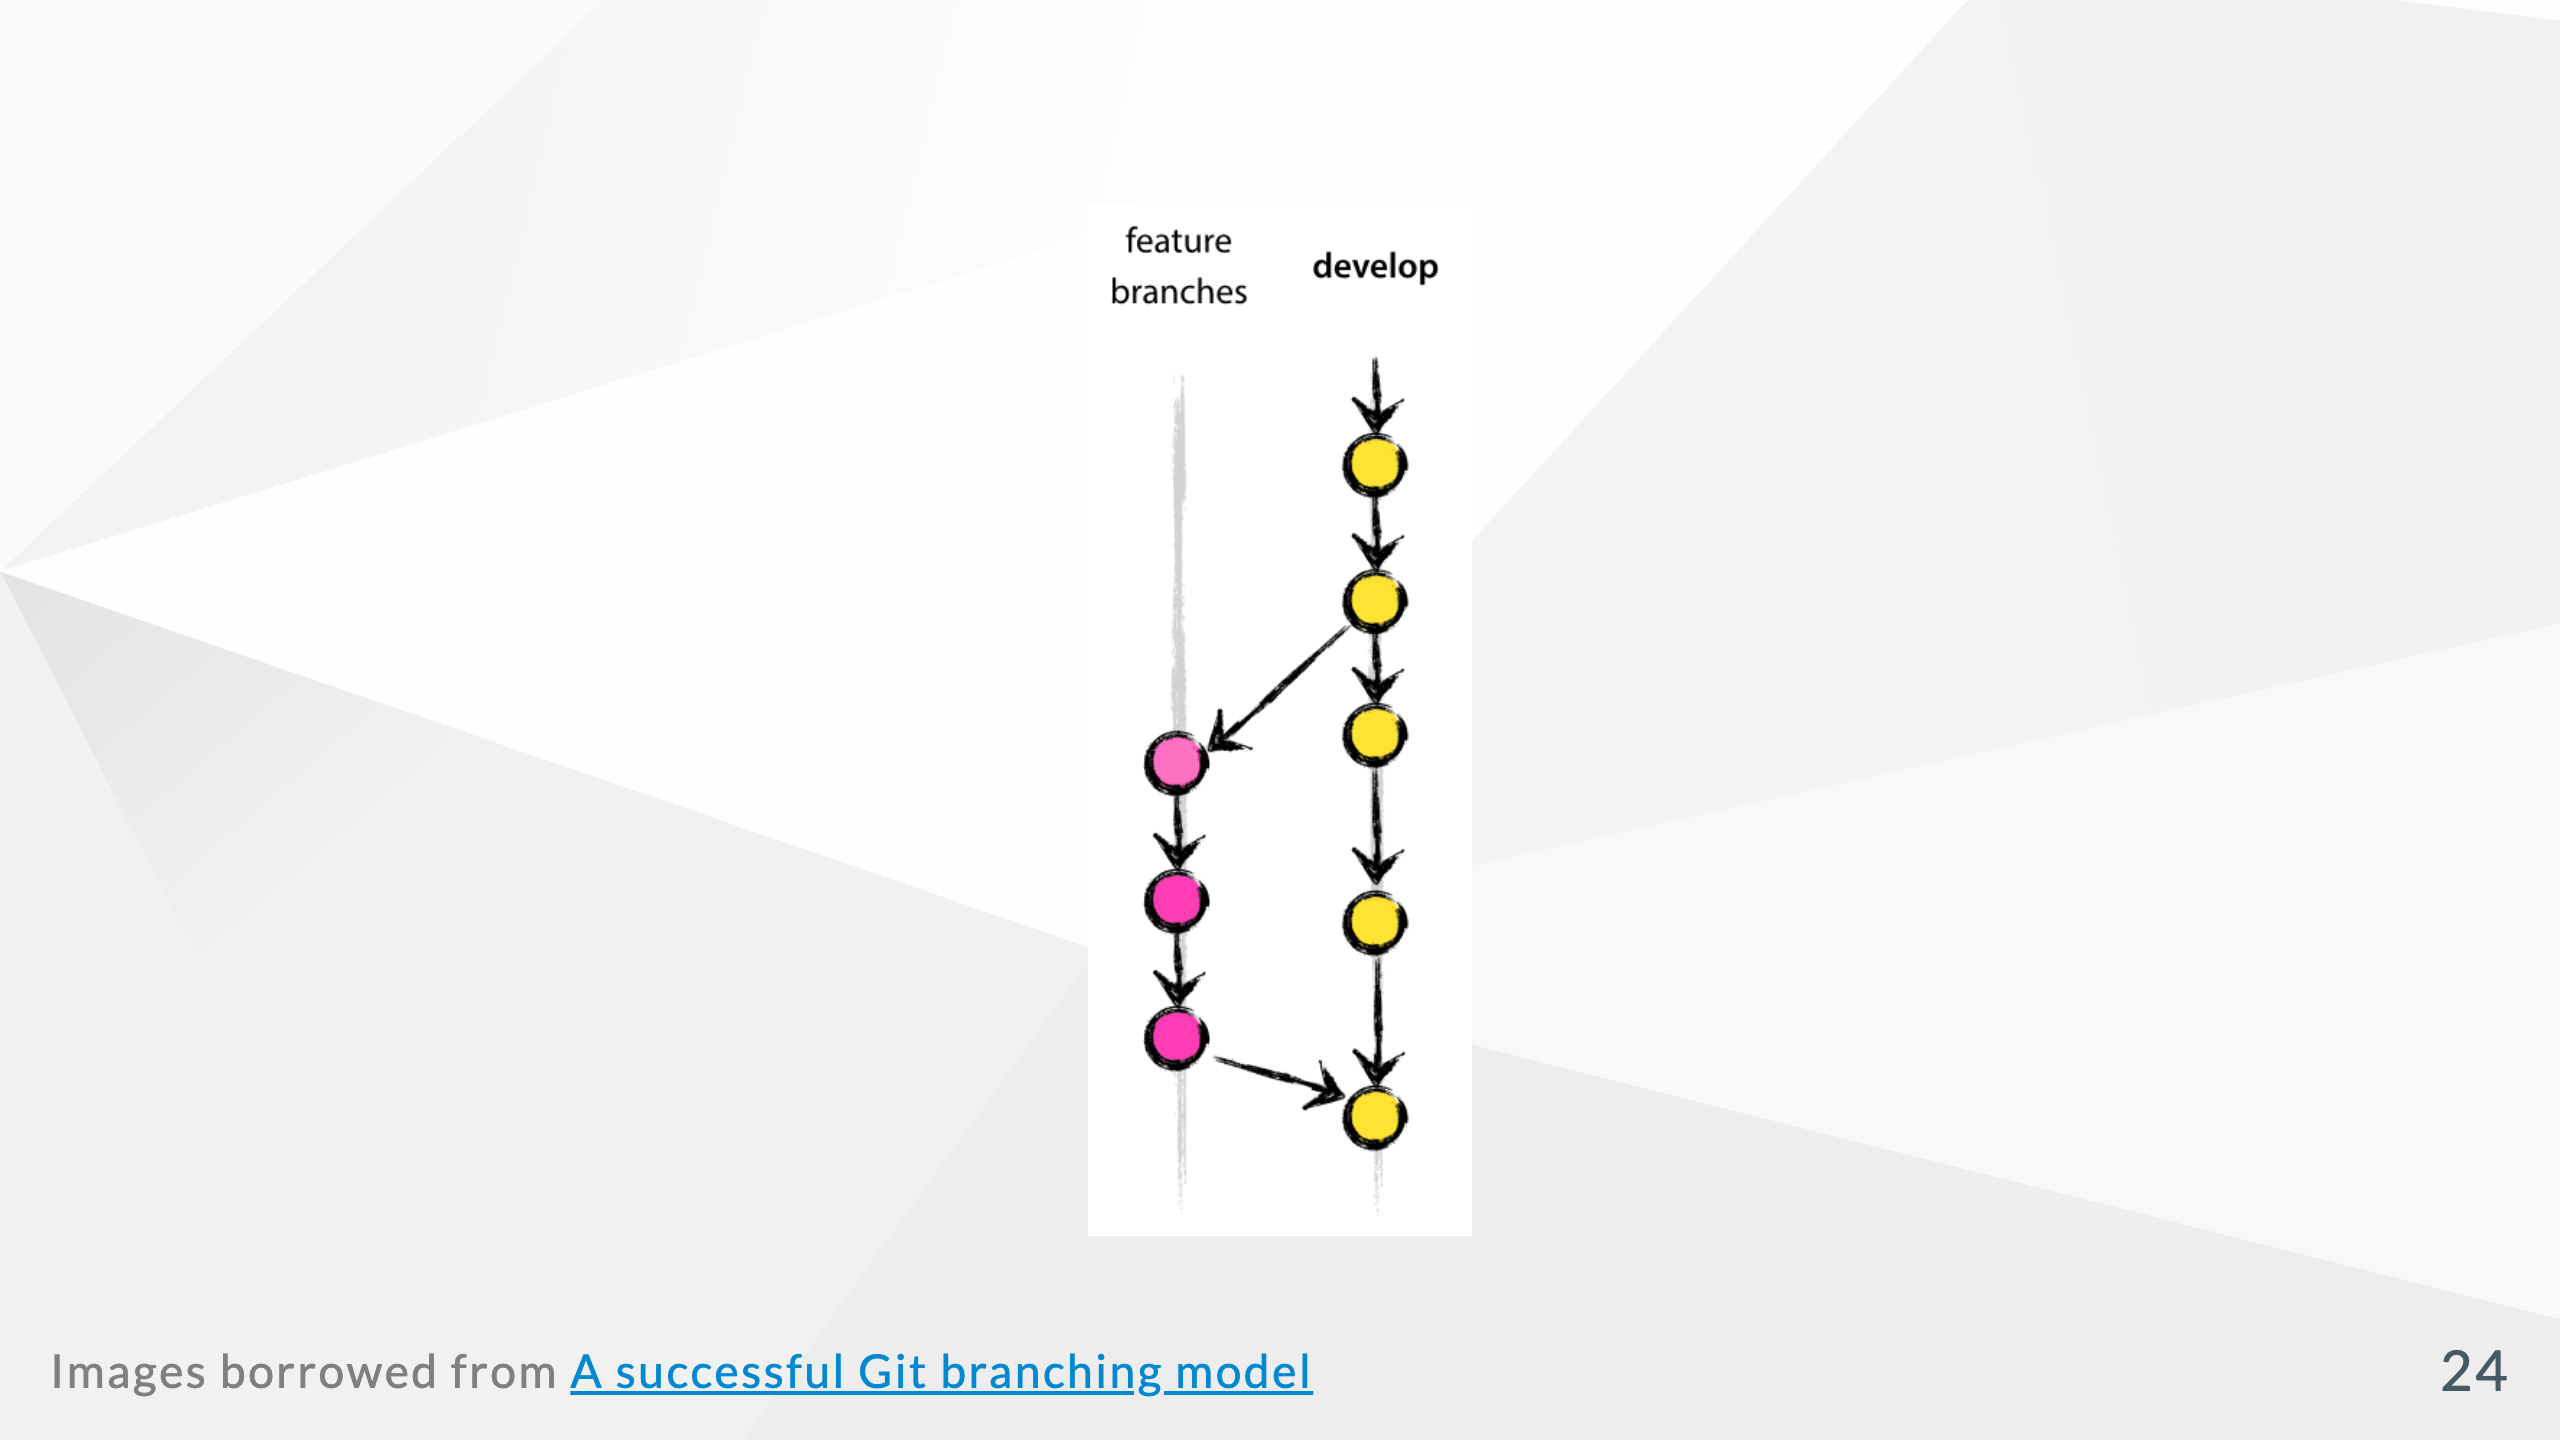 feature
branches
develop
Images borrowed from A successful Git branching model
24